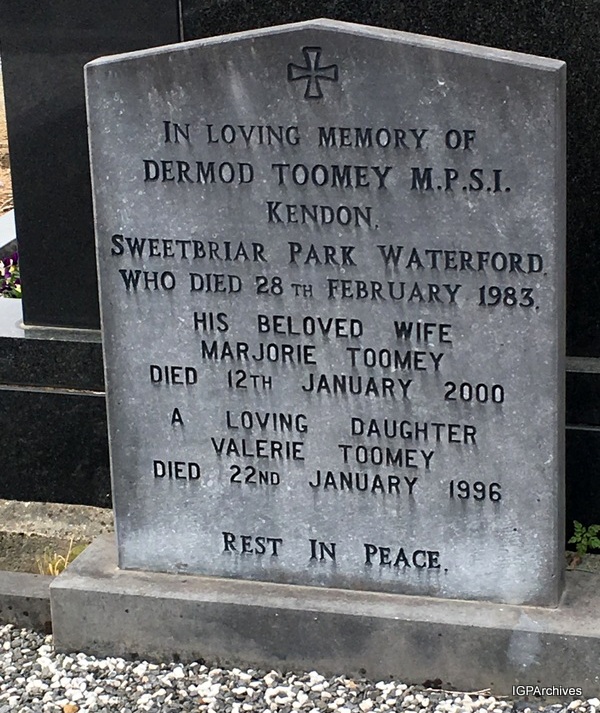 IN LOVING MEMORY OF
DERMOD TOOMEY M.P.S.I.
KENDON.
SWEETBRIAR PARK WATERFORD.
WHO DIED 28TH FEBRUARY 1983.
HIS BELOVED WIFE
MARJORIE TOOMEY
DIED 12TH JANUARY 2000
A LOVING DAUGHTER
VALERIE TOOMEY
DIED 22ND JANUARY 1996
REST IN PEACE.
IGPArchives